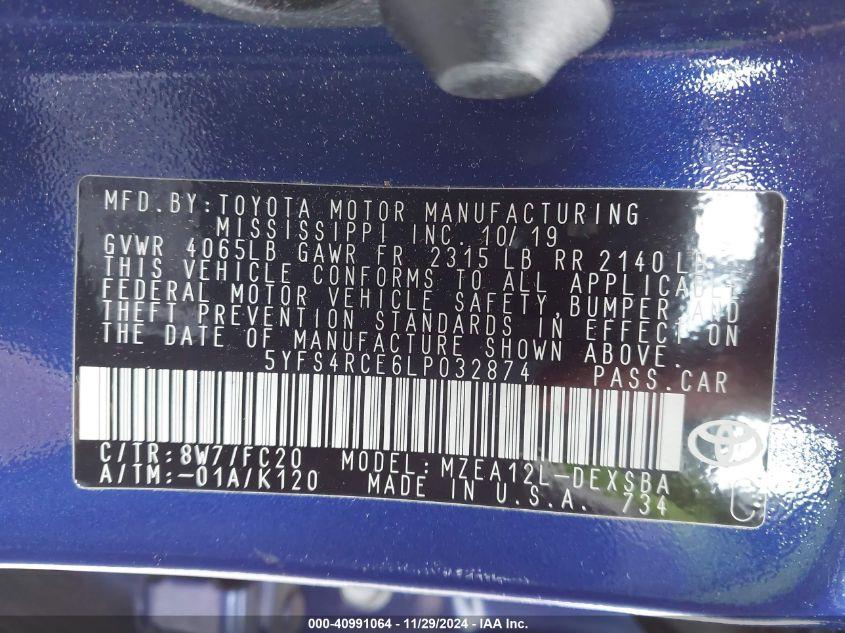 MFD.BY:TOYOTA MOTOR MANUFACTURING
MISSISSIPPI INC. 10/19
GVWR 4065LB GAWR FR 2315 LB RR 2140 LB
THIS VEHICLE CONFORMS TO ALL APPLICABLE
FEDERAL MOTOR VEHICLE SAFETY,BUMPER,AND
THEFT PREVENTION STANDARDS IN EFFECT ON
THE DATE OF MANUFACTURE SHOWN ABOVE.
5YFS4RCE6LP032874 PASS.CAR
C/TR:8W7/FC20 MODEL:MZEA12L-DEXSBA
A/TM:-01A/K120 MADE IN U.S.A. 734
000-40991064 - 11/29/2024 - IAA Inc.